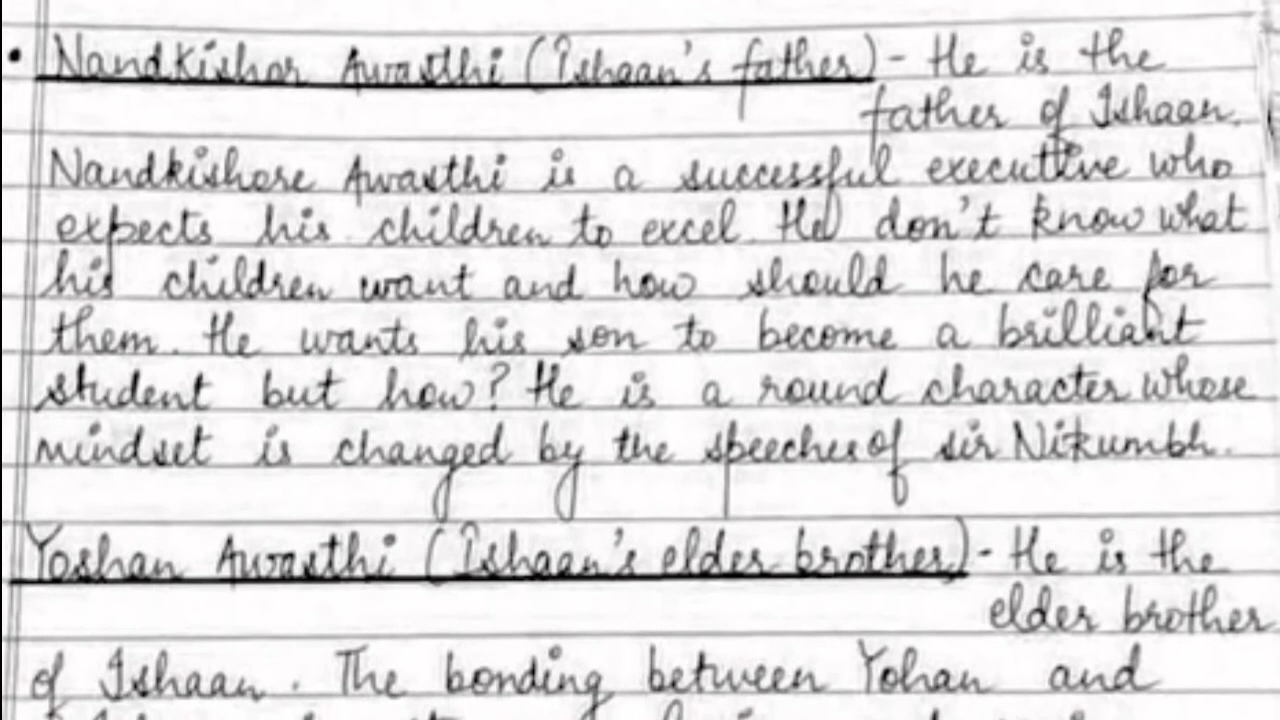 • Nandkishor Awasthi (Ishaan's father) - He is the
father of Ishaan.
Nandkishore Awasthi is a successful executive who
expects his children to excel. He don't know what
his children want and how should he care for
them. He wants his son to become a brilliant
student but how? He is a round character whose
mindset is changed by the speeches of sir Nikumbh.
Yoshan Awasthi (Ishaan's elder brother) - He is the
elder brother
of Ishaan. The bonding between Yohan and